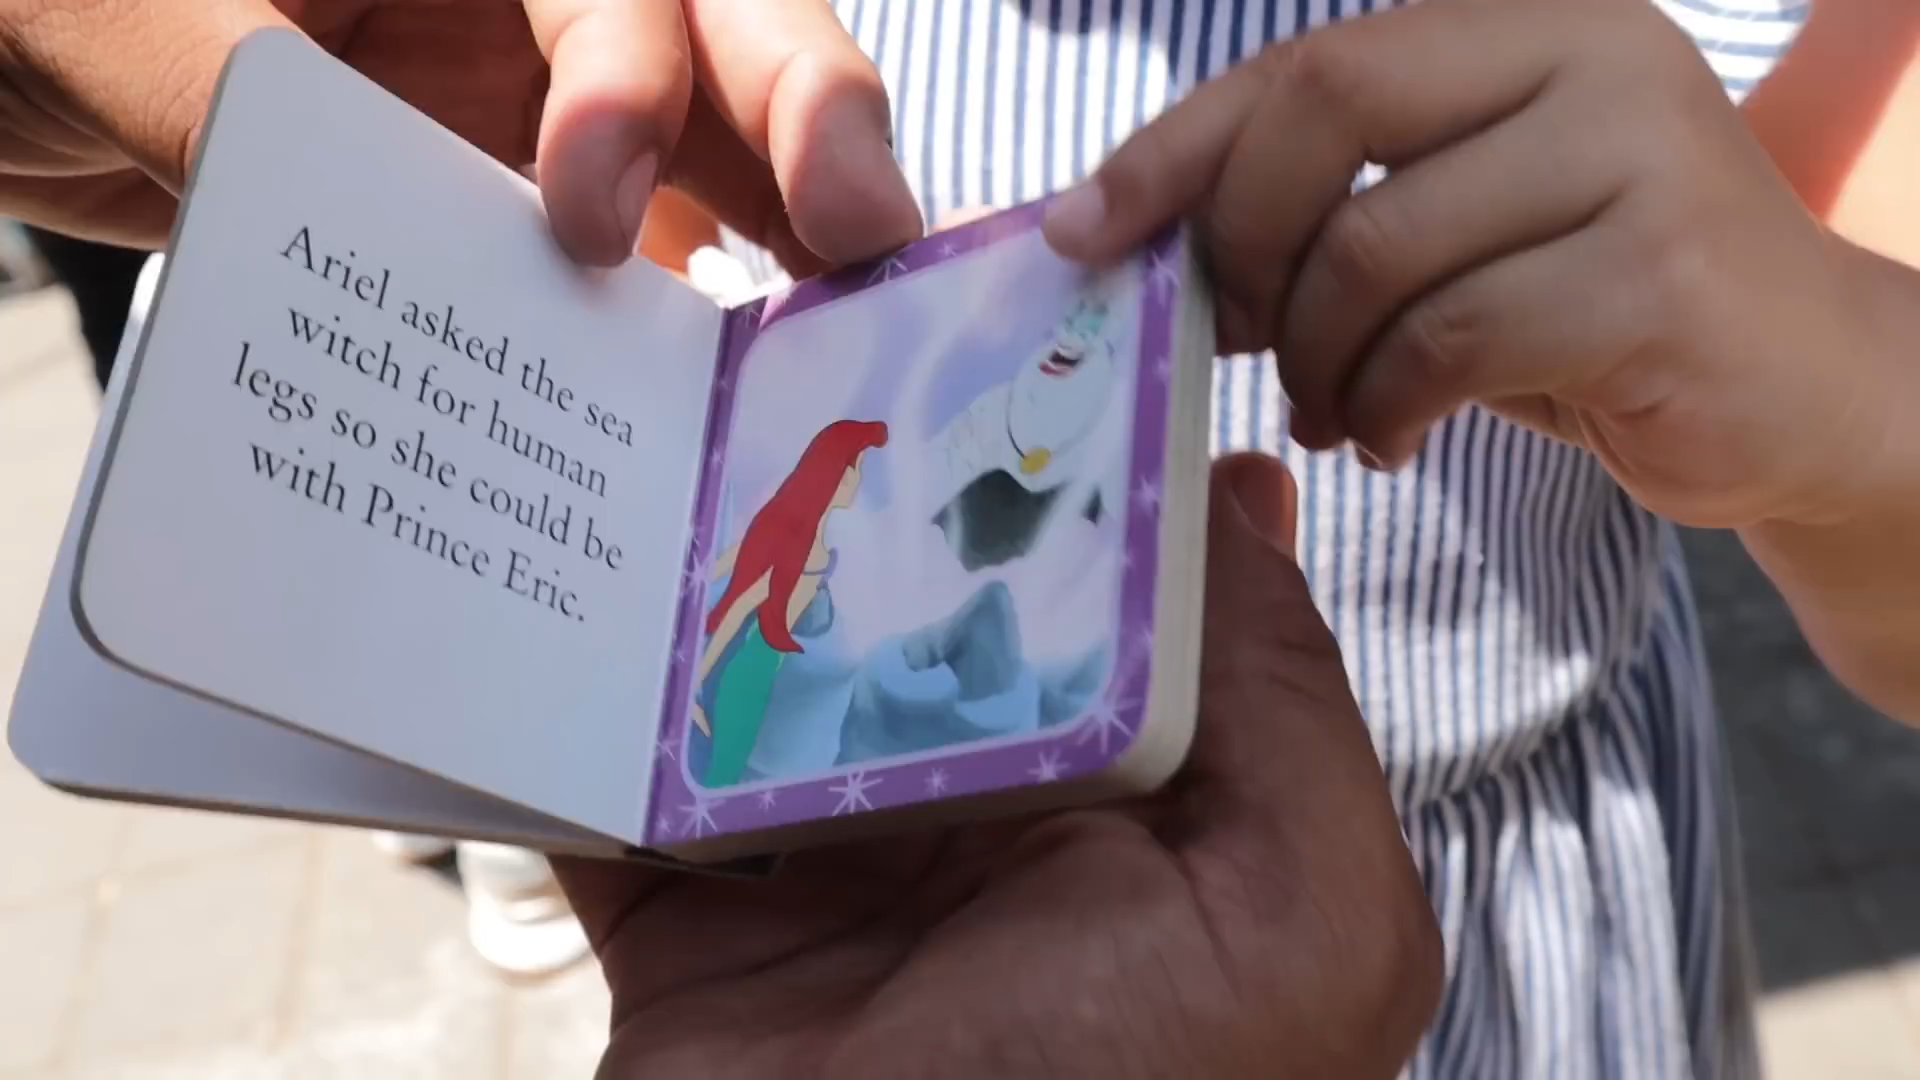 Ariel asked the sea
witch for human
legs so she could be
with Prince Eric.